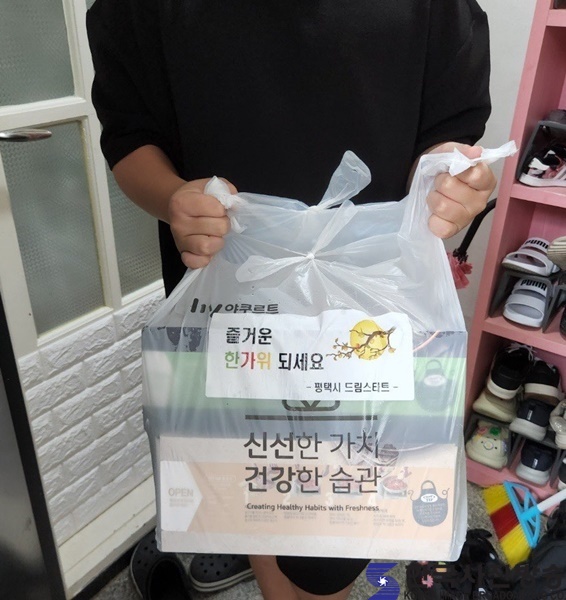 hy 야쿠르트
즐거운
한가위 되세요
- 평택시 드림스타트 -
신선한 가치
건강한 습관
Creating Healthy Habits with Freshness
OPEN
PUMA